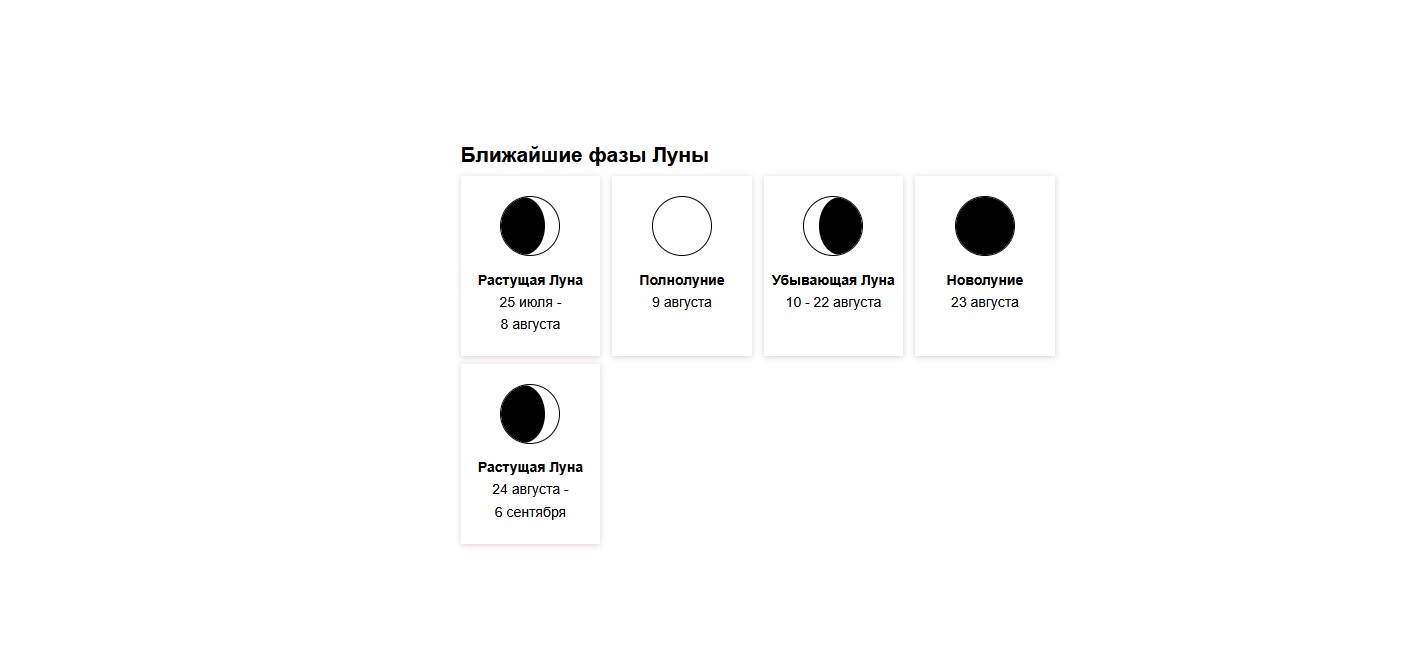 Ближайшие фазы Луны
Растущая Луна
25 июля -
8 августа
Полнолуние
9 августа
Убывающая Луна
10 - 22 августа
Новолуние
23 августа
Растущая Луна
24 августа -
6 сентября